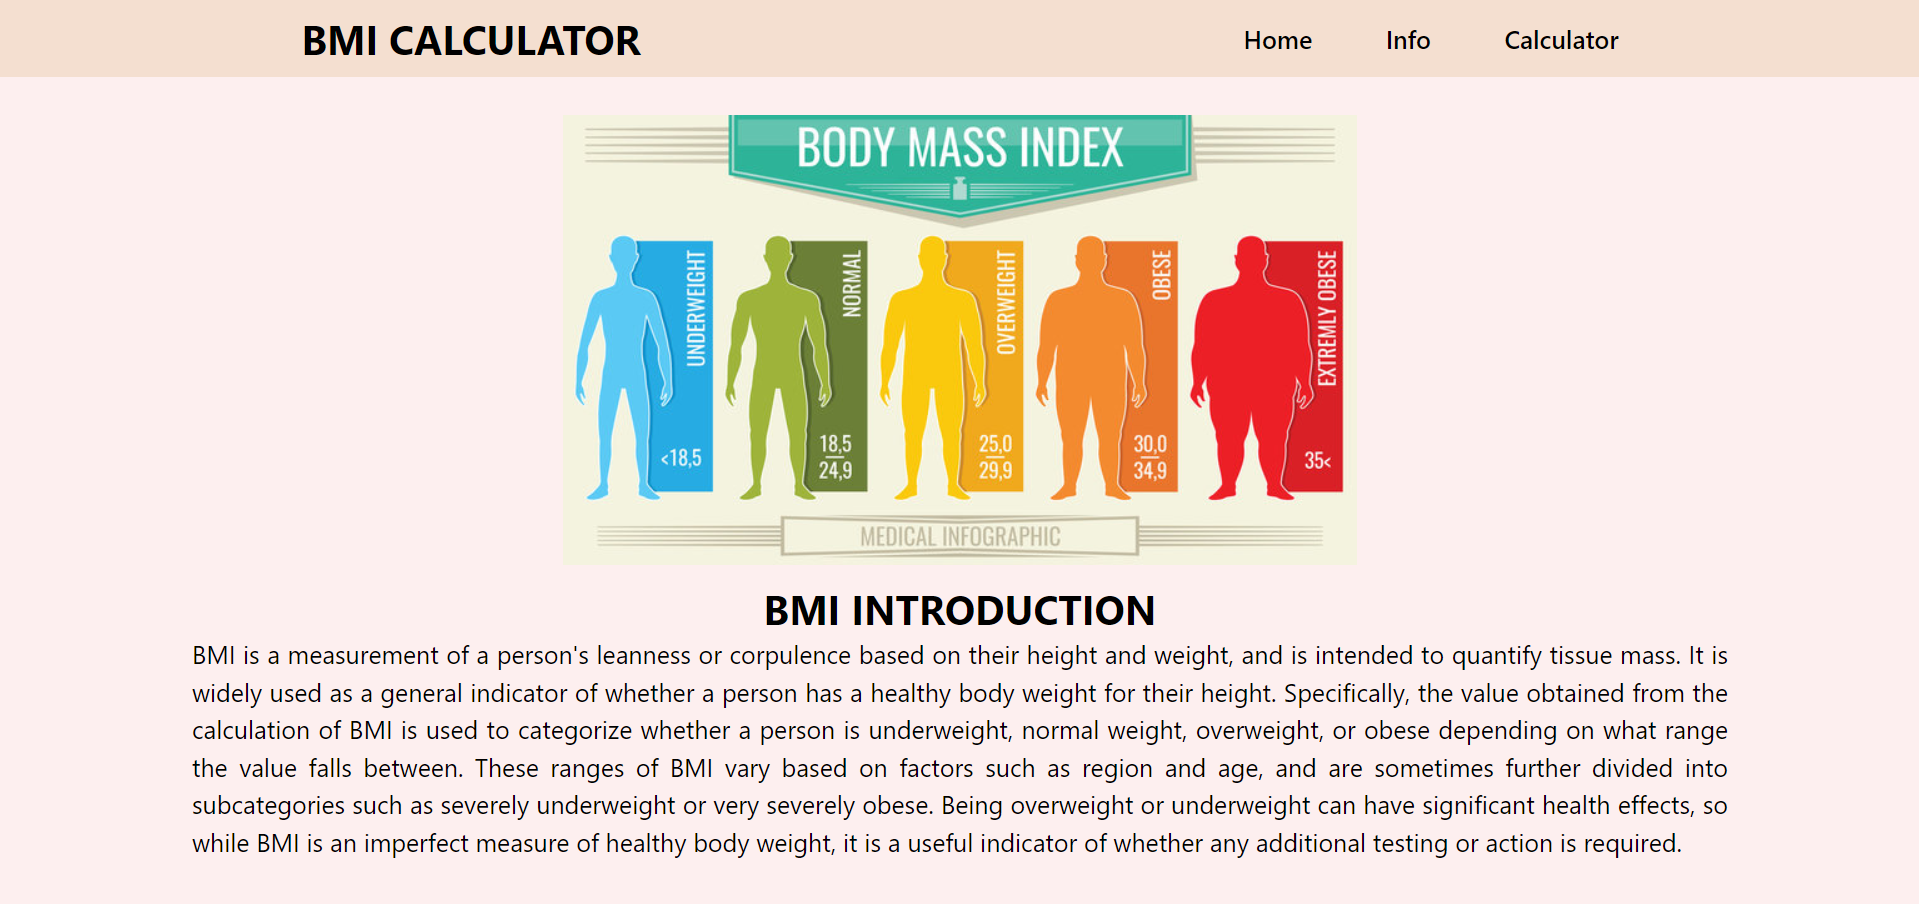 BMI CALCULATOR
Home Info Calculator
BODY MASS INDEX
UNDERWEIGHT
<18,5
NORMAL
18,5
24,9
OVERWEIGHT
25,0
29,9
OBESE
30,0
34,9
EXTREMLY OBESE
35<
MEDICAL INFOGRAPHIC
BMI INTRODUCTION
BMI is a measurement of a person's leanness or corpulence based on their height and weight, and is intended to quantify tissue mass. It is
widely used as a general indicator of whether a person has a healthy body weight for their height. Specifically, the value obtained from the
calculation of BMI is used to categorize whether a person is underweight, normal weight, overweight, or obese depending on what range
the value falls between. These ranges of BMI vary based on factors such as region and age, and are sometimes further divided into
subcategories such as severely underweight or very severely obese. Being overweight or underweight can have significant health effects, so
while BMI is an imperfect measure of healthy body weight, it is a useful indicator of whether any additional testing or action is required.